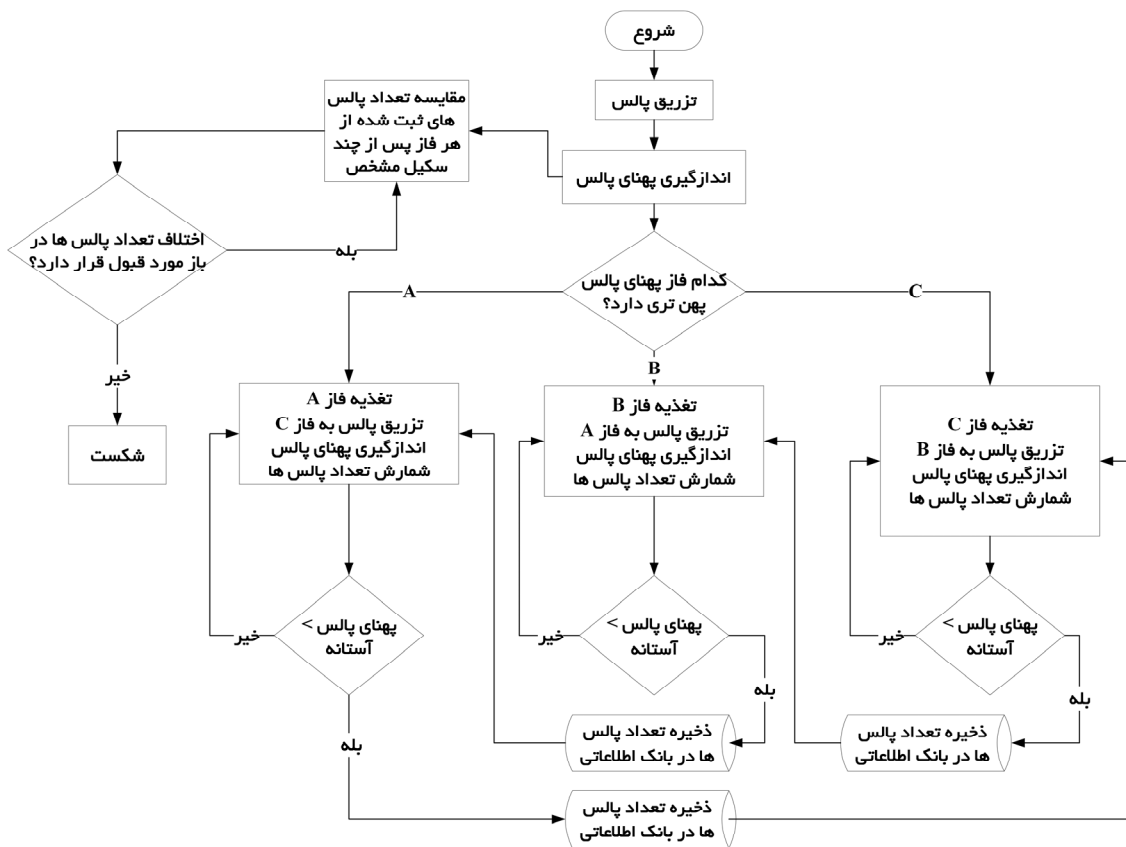 شروع
تزریق پالس
اندازگیری پهنای پالس
مقایسه تعداد پالس
های ثبت شده از
هر فاز پس از چند
سکیل مشخص
اختلاف تعداد پالس ها در
باز مورد قبول قرار دارد؟
بله
خیر
شکست
کدام فاز پهنای پالس
پهن تری دارد؟
A
B
C
تغذیه فاز A
تزریق پالس به فاز C
اندازگیری پهنای پالس
شمارش تعداد پالس ها
تغذیه فاز B
تزریق پالس به فاز A
اندازگیری پهنای پالس
شمارش تعداد پالس ها
تغذیه فاز C
تزریق پالس به فاز B
اندازگیری پهنای پالس
شمارش تعداد پالس ها
پهنای پالس >
آستانه
خیر
بله
پهنای پالس >
آستانه
خیر
بله
پهنای پالس >
آستانه
خیر
بله
ذخیره تعداد پالس
ها در بانک اطلاعاتی
ذخیره تعداد پالس
ها در بانک اطلاعاتی
ذخیره تعداد پالس
ها در بانک اطلاعاتی